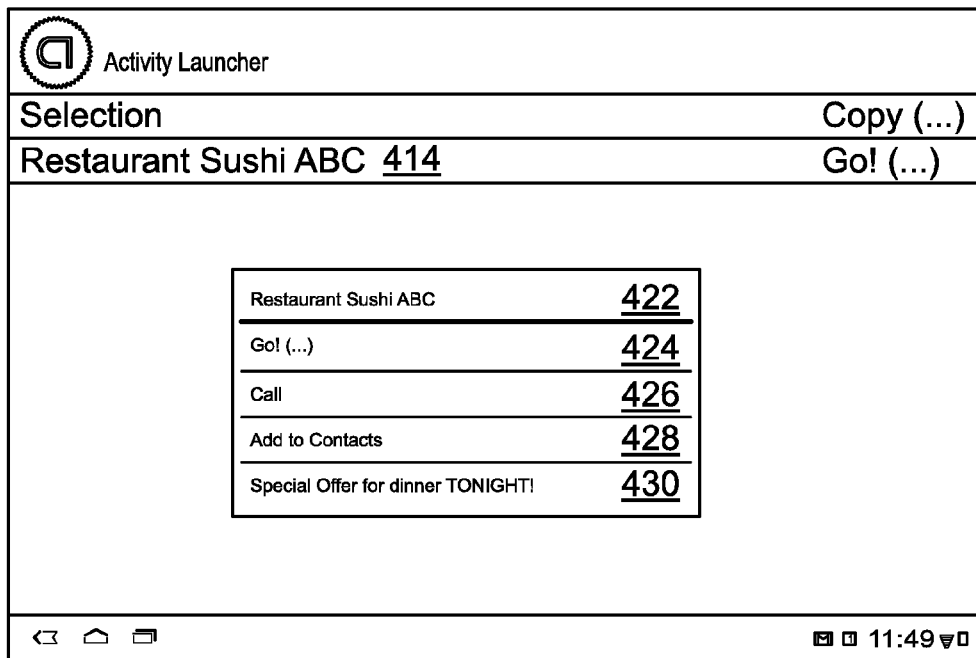 Activity Launcher
Selection Copy (...)
Restaurant Sushi ABC 414 Go! (...)
Restaurant Sushi ABC 422
Go! (...) 424
Call 426
Add to Contacts 428
Special Offer for dinner TONIGHT! 430
11:49